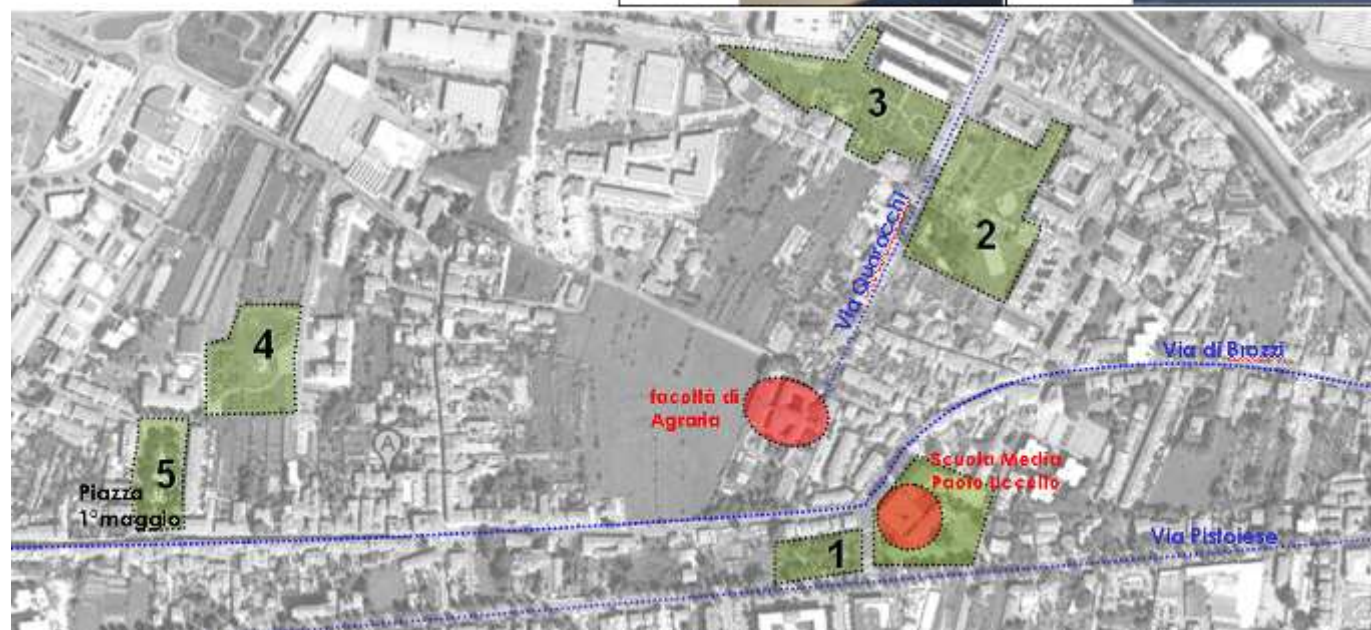 3
2
Via Quaracchi
4
Via di Brozzi
facoltà di
Agraria
Scuola Media
Paolo Uccello
5
Piazza
1°maggio
A
1
Via Pistoiese